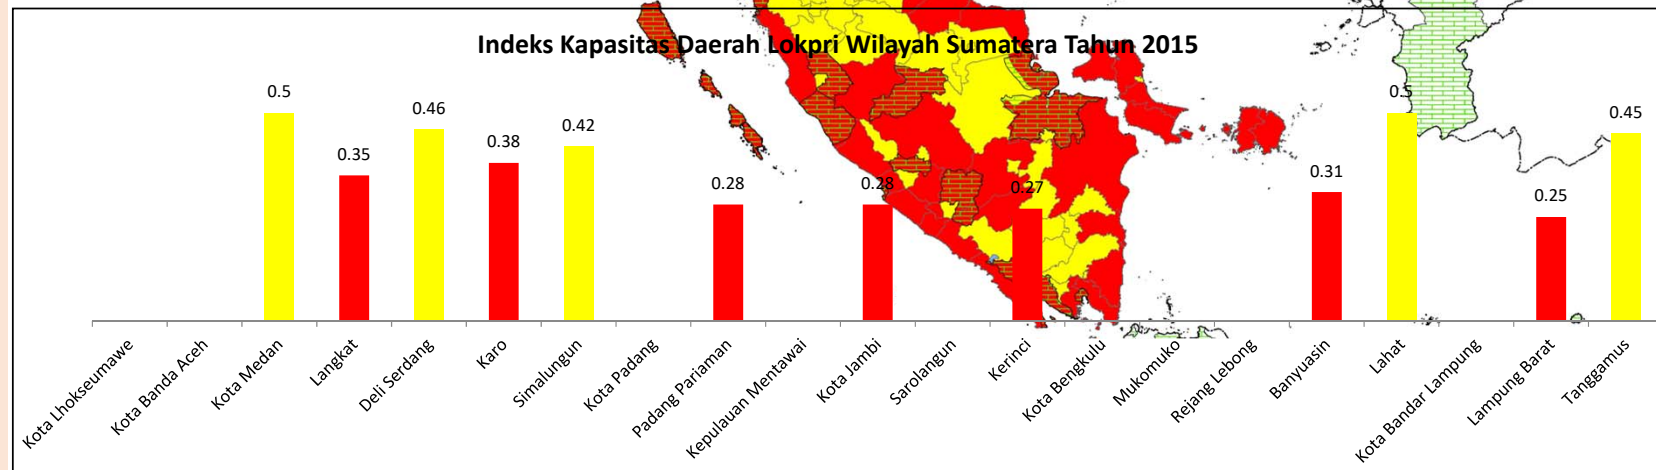 Indeks Kapasitas Daerah Lokpri Wilayah Sumatera Tahun 2015
0.5
0.35
0.46
0.38
0.42
0.28
0.28
0.27
0.31
0.5
0.25
0.45
Kota Lhokseumawe
Kota Banda Aceh
Kota Medan
Langkat
Deli Serdang
Karo
Simalungun
Kota Padang
Padang Pariaman
Kepulauan Mentawai
Kota Jambi
Sarolangun
Kerinci
Kota Bengkulu
Mukomuko
Rejang Lebong
Banyuasin
Lahat
Kota Bandar Lampung
Lampung Barat
Tanggamus